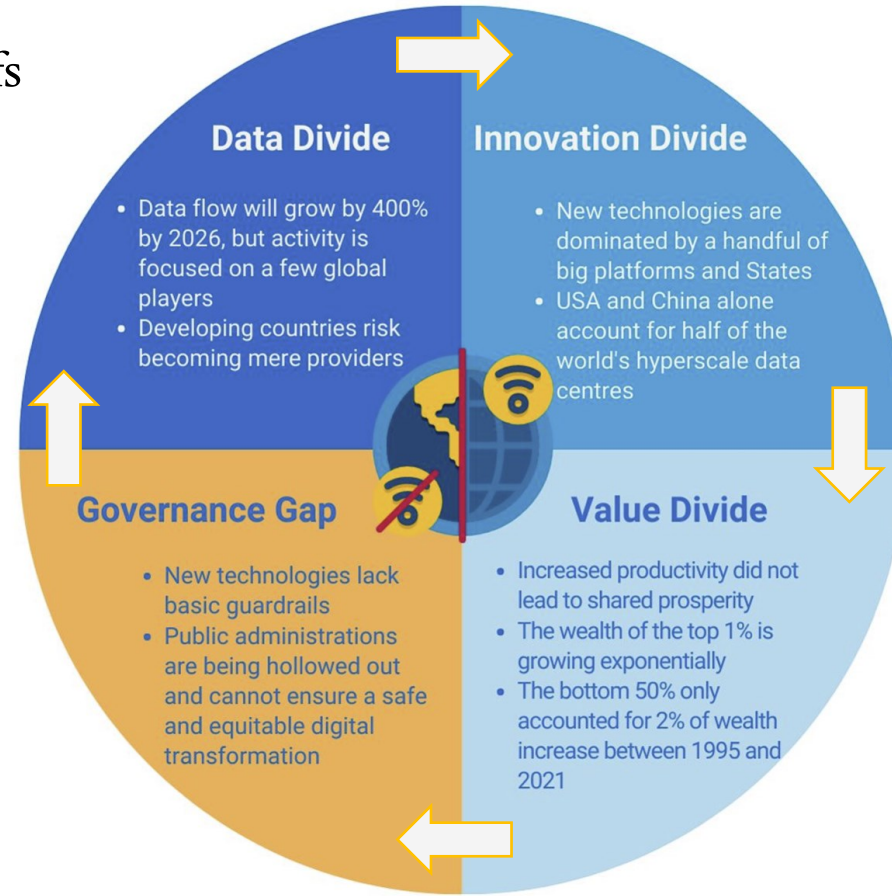 Data Divide
• Data flow will grow by 400%
by 2026, but activity is
focused on a few global
players
• Developing countries risk
becoming mere providers
Innovation Divide
• New technologies are
dominated by a handful of
big platforms and States
• USA and China alone
account for half of the
world's hyperscale data
centres
Governance Gap
• New technologies lack
basic guardrails
• Public administrations
are being hollowed out
and cannot ensure a safe
and equitable digital
transformation
Value Divide
• Increased productivity did not
lead to shared prosperity
• The wealth of the top 1% is
growing exponentially
• The bottom 50% only
accounted for 2% of wealth
increase between 1995 and
2021